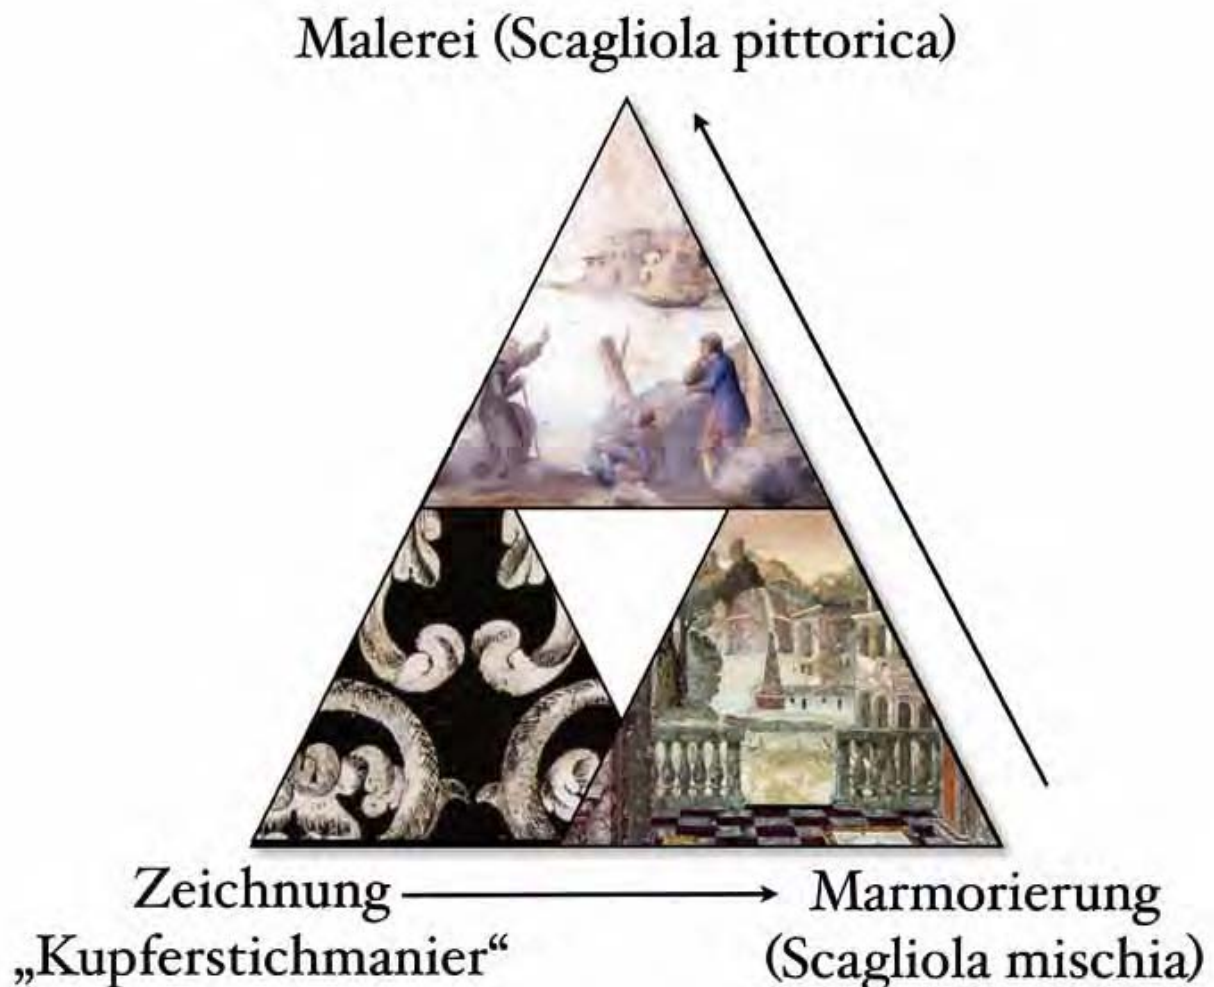 Malerei (Scagliola pittorica)
Zeichnung
„Kupferstichmanier“
Marmorierung
(Scagliola mischia)